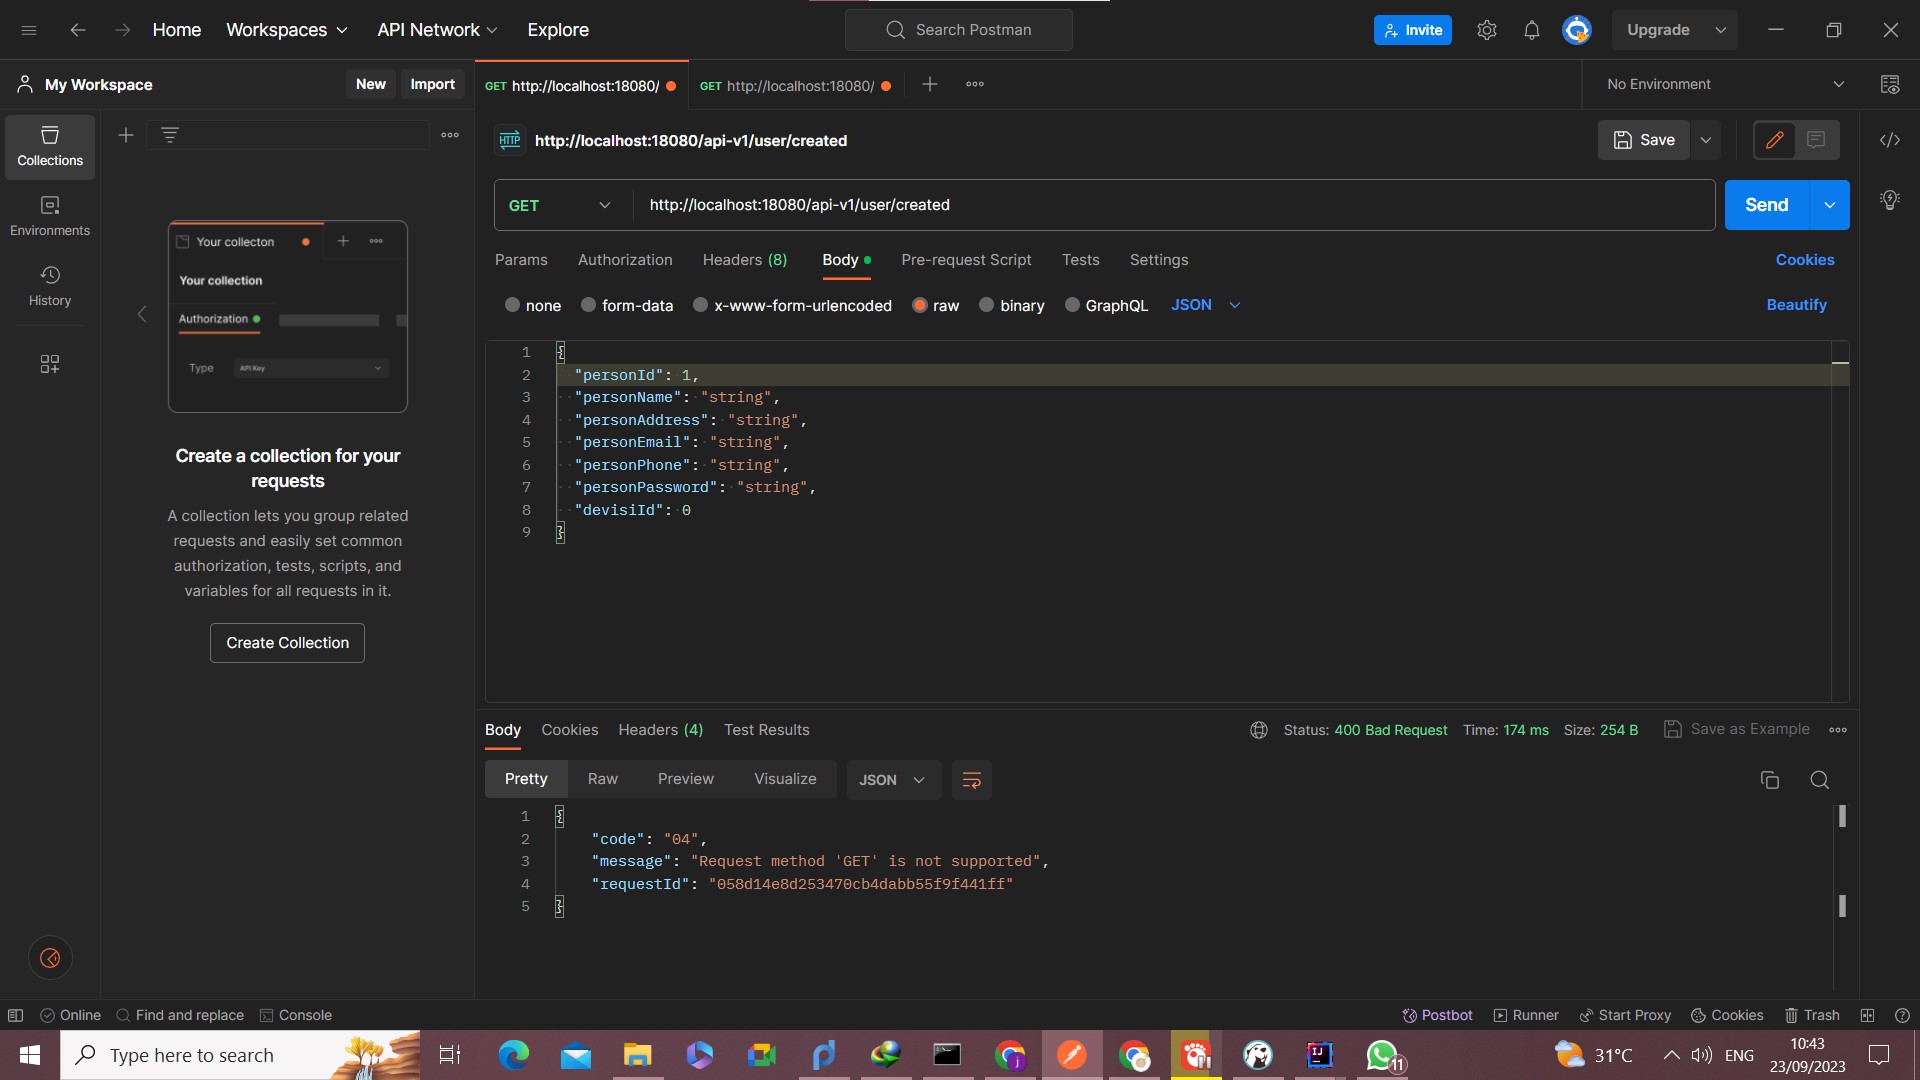 Home
Workspaces
API Network
Explore
Search Postman
Invite
Upgrade
My Workspace
New
Import
GET http://localhost:18080/
GET http://localhost:18080/
No Environment
Collections
Environments
History
HTTP
http://localhost:18080/api-v1/user/created
Save
GET
http://localhost:18080/api-v1/user/created
Send
Params
Authorization
Headers (8)
Body
Pre-request Script
Tests
Settings
Cookies
none
form-data
x-www-form-urlencoded
raw
binary
GraphQL
JSON
Beautify
Your collecton
Your collection
Authorization
Type
API Key
Create a collection for your
requests
A collection lets you group related
requests and easily set common
authorization, tests, scripts, and
variables for all requests in it.
Create Collection
1 {
2 "personId": 1,
3 "personName": "string",
4 "personAddress": "string",
5 "personEmail": "string",
6 "personPhone": "string",
7 "personPassword": "string",
8 "devisiId": 0
9 }
Body
Cookies
Headers (4)
Test Results
Status: 400 Bad Request
Time: 174 ms
Size: 254 B
Save as Example
Pretty
Raw
Preview
Visualize
JSON
1 {
2 "code": "04",
3 "message": "Request method 'GET' is not supported",
4 "requestId": "058d14e8d253470cb4dabb55f9f441ff"
5 }
Online
Find and replace
Console
Postbot
Runner
Start Proxy
Cookies
Trash
Type here to search
j
IJ
11
31°C
ENG
10:43
23/09/2023